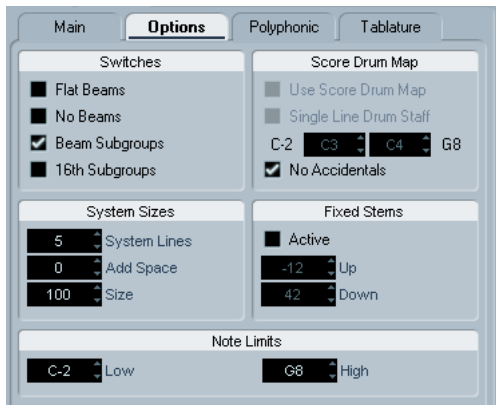 Main Options Polyphonic Tablature
Switches
Flat Beams
No Beams
Beam Subgroups
16th Subgroups
Score Drum Map
Use Score Drum Map
Single Line Drum Staff
C-2 C3 C4 G8
No Accidentals
System Sizes
5 System Lines
0 Add Space
100 Size
Fixed Stems
Active
-12 Up
42 Down
Note Limits
C-2 Low G8 High